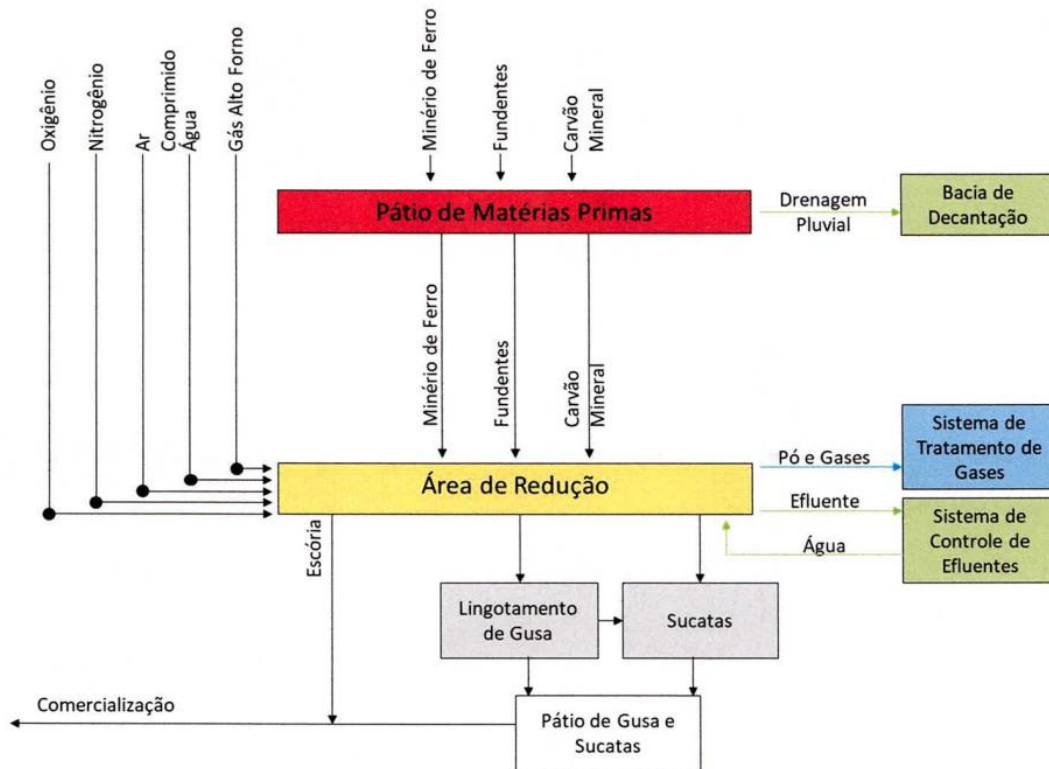 Oxigênio
Nitrogênio
Ar
Comprimido
Água
Gás Alto Forno
Minério de Ferro
Fundentes
Carvão
Mineral
Pátio de Matérias Primas
Drenagem
Pluvial
Bacia de
Decantação
Minério de Ferro
Fundentes
Carvão
Mineral
Área de Redução
Pó e Gases
Sistema de
Tratamento de
Gases
Efluente
Água
Sistema de
Controle de
Efluentes
Escória
Lingotamento
de Gusa
Sucatas
Comercialização
Pátio de Gusa e
Sucatas